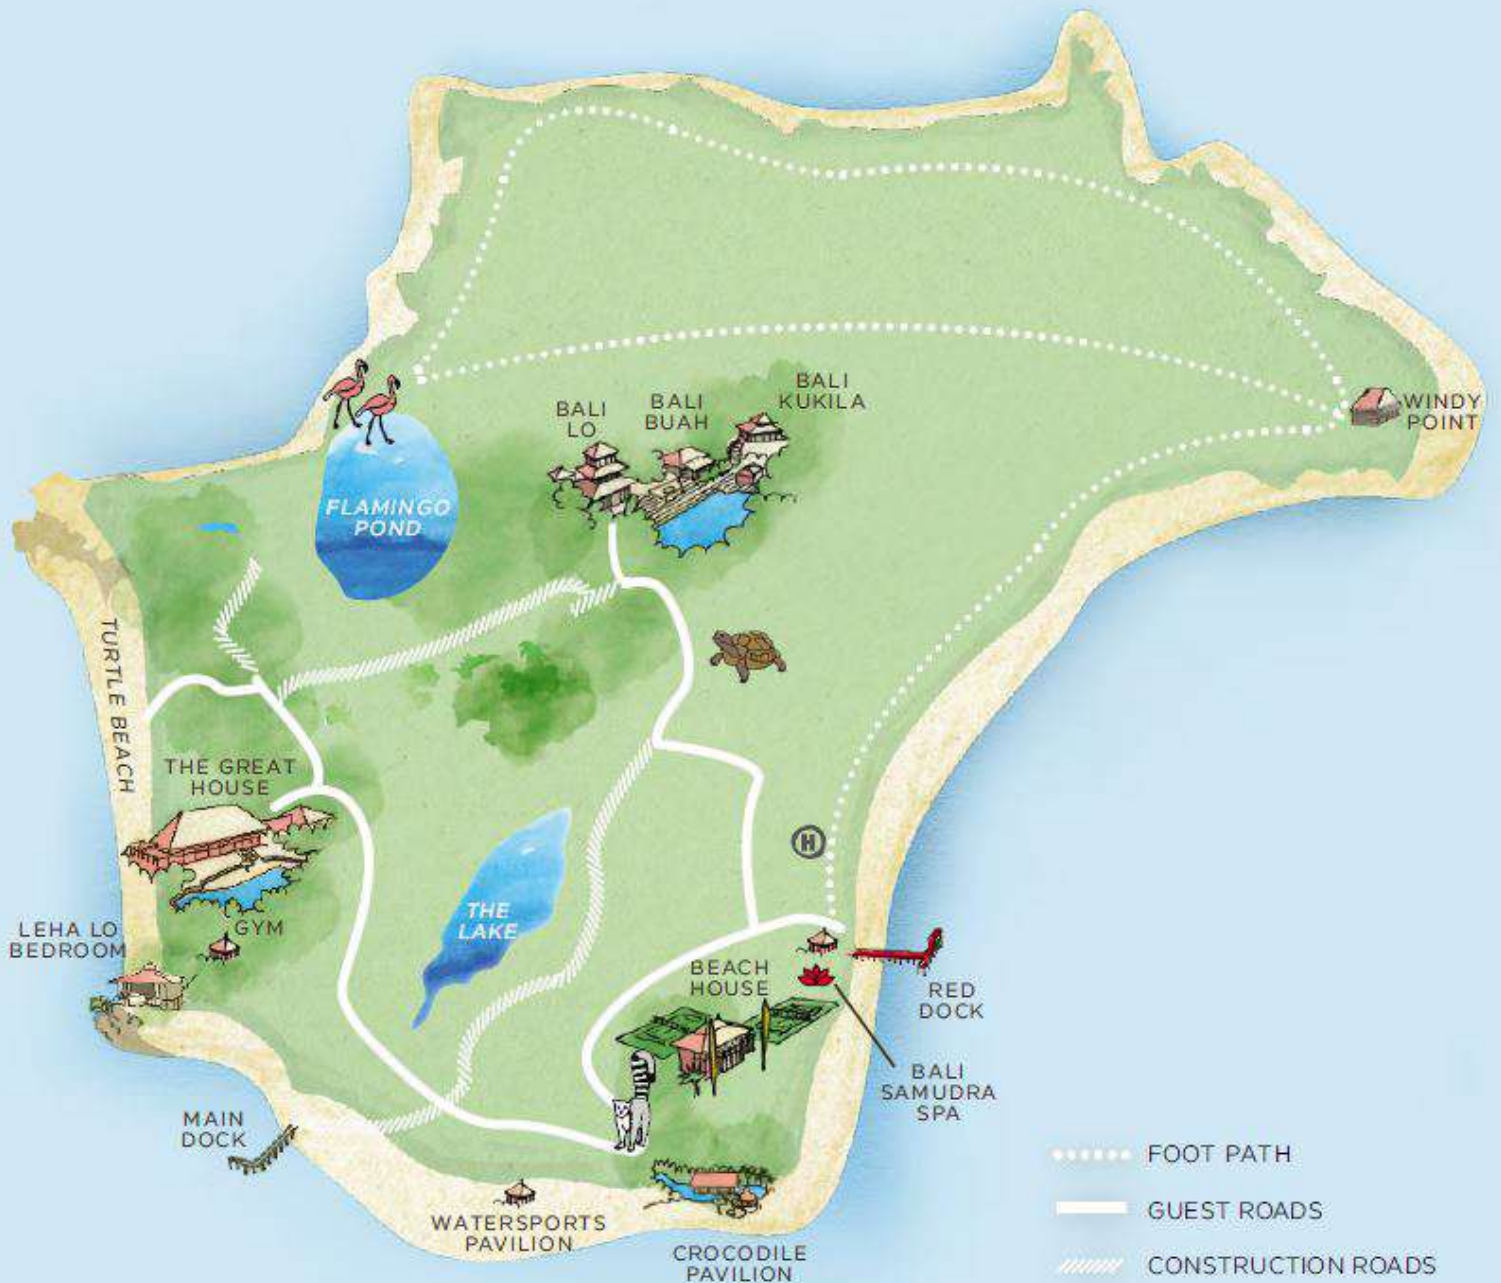 BALI
KUKILA
BALI
BUAH
BALI
LO
WINDY
POINT
FLAMINGO
POND
TURTLE BEACH
THE GREAT
HOUSE
H
THE
LAKE
GYM
LEHA LO
BEDROOM
BEACH
HOUSE
RED
DOCK
BALI
SAMUDRA
SPA
MAIN
DOCK
WATERSPORTS
PAVILION
CROCODILE
PAVILION
FOOT PATH
GUEST ROADS
CONSTRUCTION ROADS